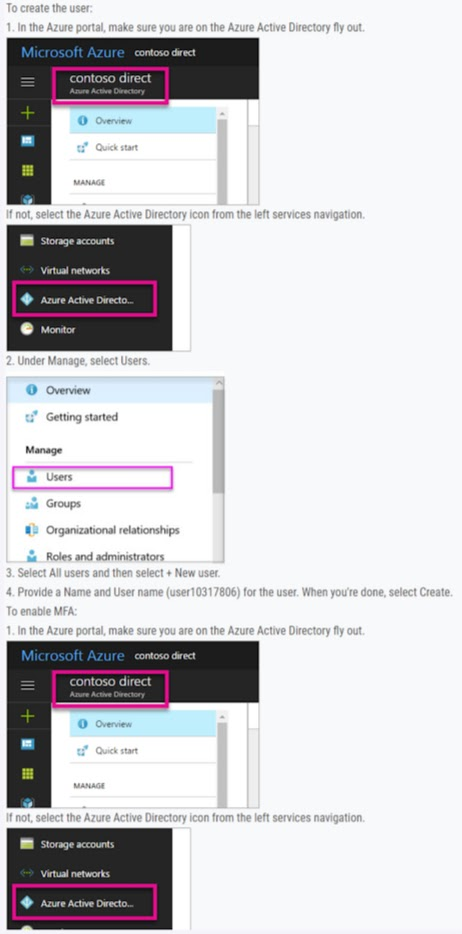 To create the user:
1. In the Azure portal, make sure you are on the Azure Active Directory fly out.
Microsoft Azure contoso direct
contoso direct
Azure Active Directory
Overview
Quick start
MANAGE
If not, select the Azure Active Directory icon from the left services navigation.
Storage accounts
Virtual networks
Azure Active Directo...
Monitor
2. Under Manage, select Users.
Overview
Getting started
Manage
Users
Groups
Organizational relationships
Roles and administrators
3. Select All users and then select + New user.
4. Provide a Name and User name (user10317806) for the user. When you're done, select Create.
To enable MFA:
1. In the Azure portal, make sure you are on the Azure Active Directory fly out.
Microsoft Azure contoso direct
contoso direct
Azure Active Directory
Overview
Quick start
MANAGE
If not, select the Azure Active Directory icon from the left services navigation.
Storage accounts
Virtual networks
Azure Active Directo...